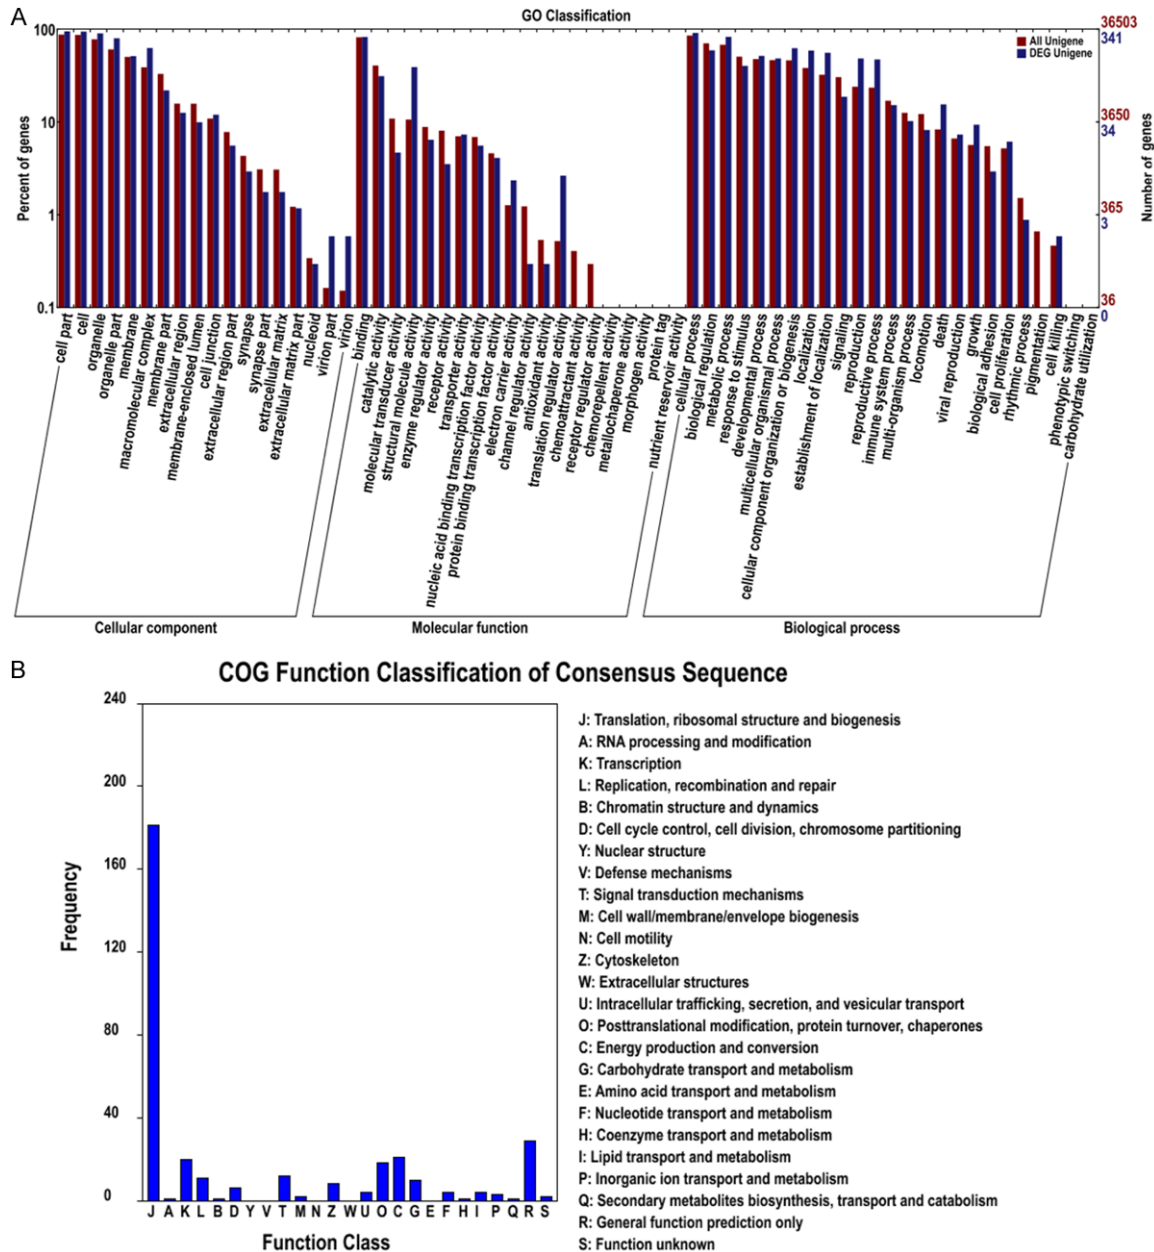 A
GO Classification
100
10
1
0.1
Percent of genes
36503
341
3650
34
365
3
36
0
Number of genes
All Unigene
DEG Unigene
cell part
cell
organelle
organelle part
membrane
macromolecular complex
membrane part
extracellular region
membrane-enclosed lumen
cell junction
extracellular region part
synapse
synapse part
extracellular matrix
extracellular matrix part
nucleoid
virion part
virion
binding
catalytic activity
molecular transducer activity
structural molecule activity
enzyme regulator activity
receptor activity
transporter activity
nucleic acid binding transcription factor activity
protein binding transcription factor activity
electron carrier activity
channel regulator activity
antioxidant activity
translation regulator activity
chemoattractant activity
receptor regulator activity
chemorepellent activity
metallochaperone activity
morphogen activity
protein tag
nutrient reservoir activity
cellular process
biological regulation
metabolic process
response to stimulus
developmental process
multicellular organismal process
cellular component organization or biogenesis
localization
establishment of localization
signaling
reproduction
reproductive process
immune system process
multi-organism process
locomotion
death
viral reproduction
growth
biological adhesion
cell proliferation
rhythmic process
pigmentation
cell killing
phenotypic switching
carbohydrate utilization
Cellular component
Molecular function
Biological process
B
COG Function Classification of Consensus Sequence
240
200
160
120
80
40
0
Frequency
J A K L B D Y V T M N Z W U O C G E F H I P Q R S
Function Class
J: Translation, ribosomal structure and biogenesis
A: RNA processing and modification
K: Transcription
L: Replication, recombination and repair
B: Chromatin structure and dynamics
D: Cell cycle control, cell division, chromosome partitioning
Y: Nuclear structure
V: Defense mechanisms
T: Signal transduction mechanisms
M: Cell wall/membrane/envelope biogenesis
N: Cell motility
Z: Cytoskeleton
W: Extracellular structures
U: Intracellular trafficking, secretion, and vesicular transport
O: Posttranslational modification, protein turnover, chaperones
C: Energy production and conversion
G: Carbohydrate transport and metabolism
E: Amino acid transport and metabolism
F: Nucleotide transport and metabolism
H: Coenzyme transport and metabolism
I: Lipid transport and metabolism
P: Inorganic ion transport and metabolism
Q: Secondary metabolites biosynthesis, transport and catabolism
R: General function prediction only
S: Function unknown